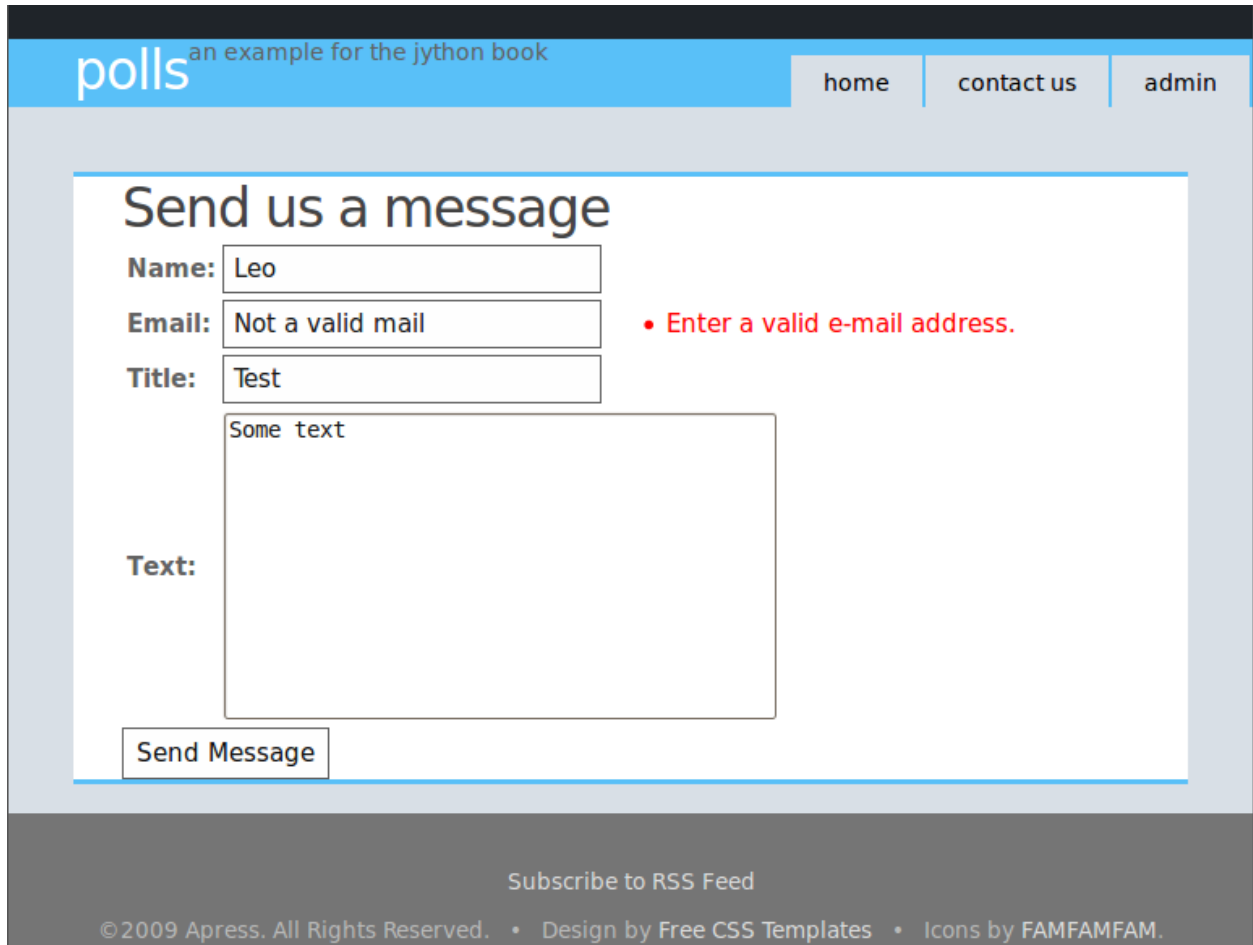 polls an example for the jython book
home contact us admin
Send us a message
Name: Leo
Email: Not a valid mail • Enter a valid e-mail address.
Title: Test
Some text
Text:
Send Message
Subscribe to RSS Feed
©2009 Apress. All Rights Reserved. • Design by Free CSS Templates • Icons by FAMFAMFAM.